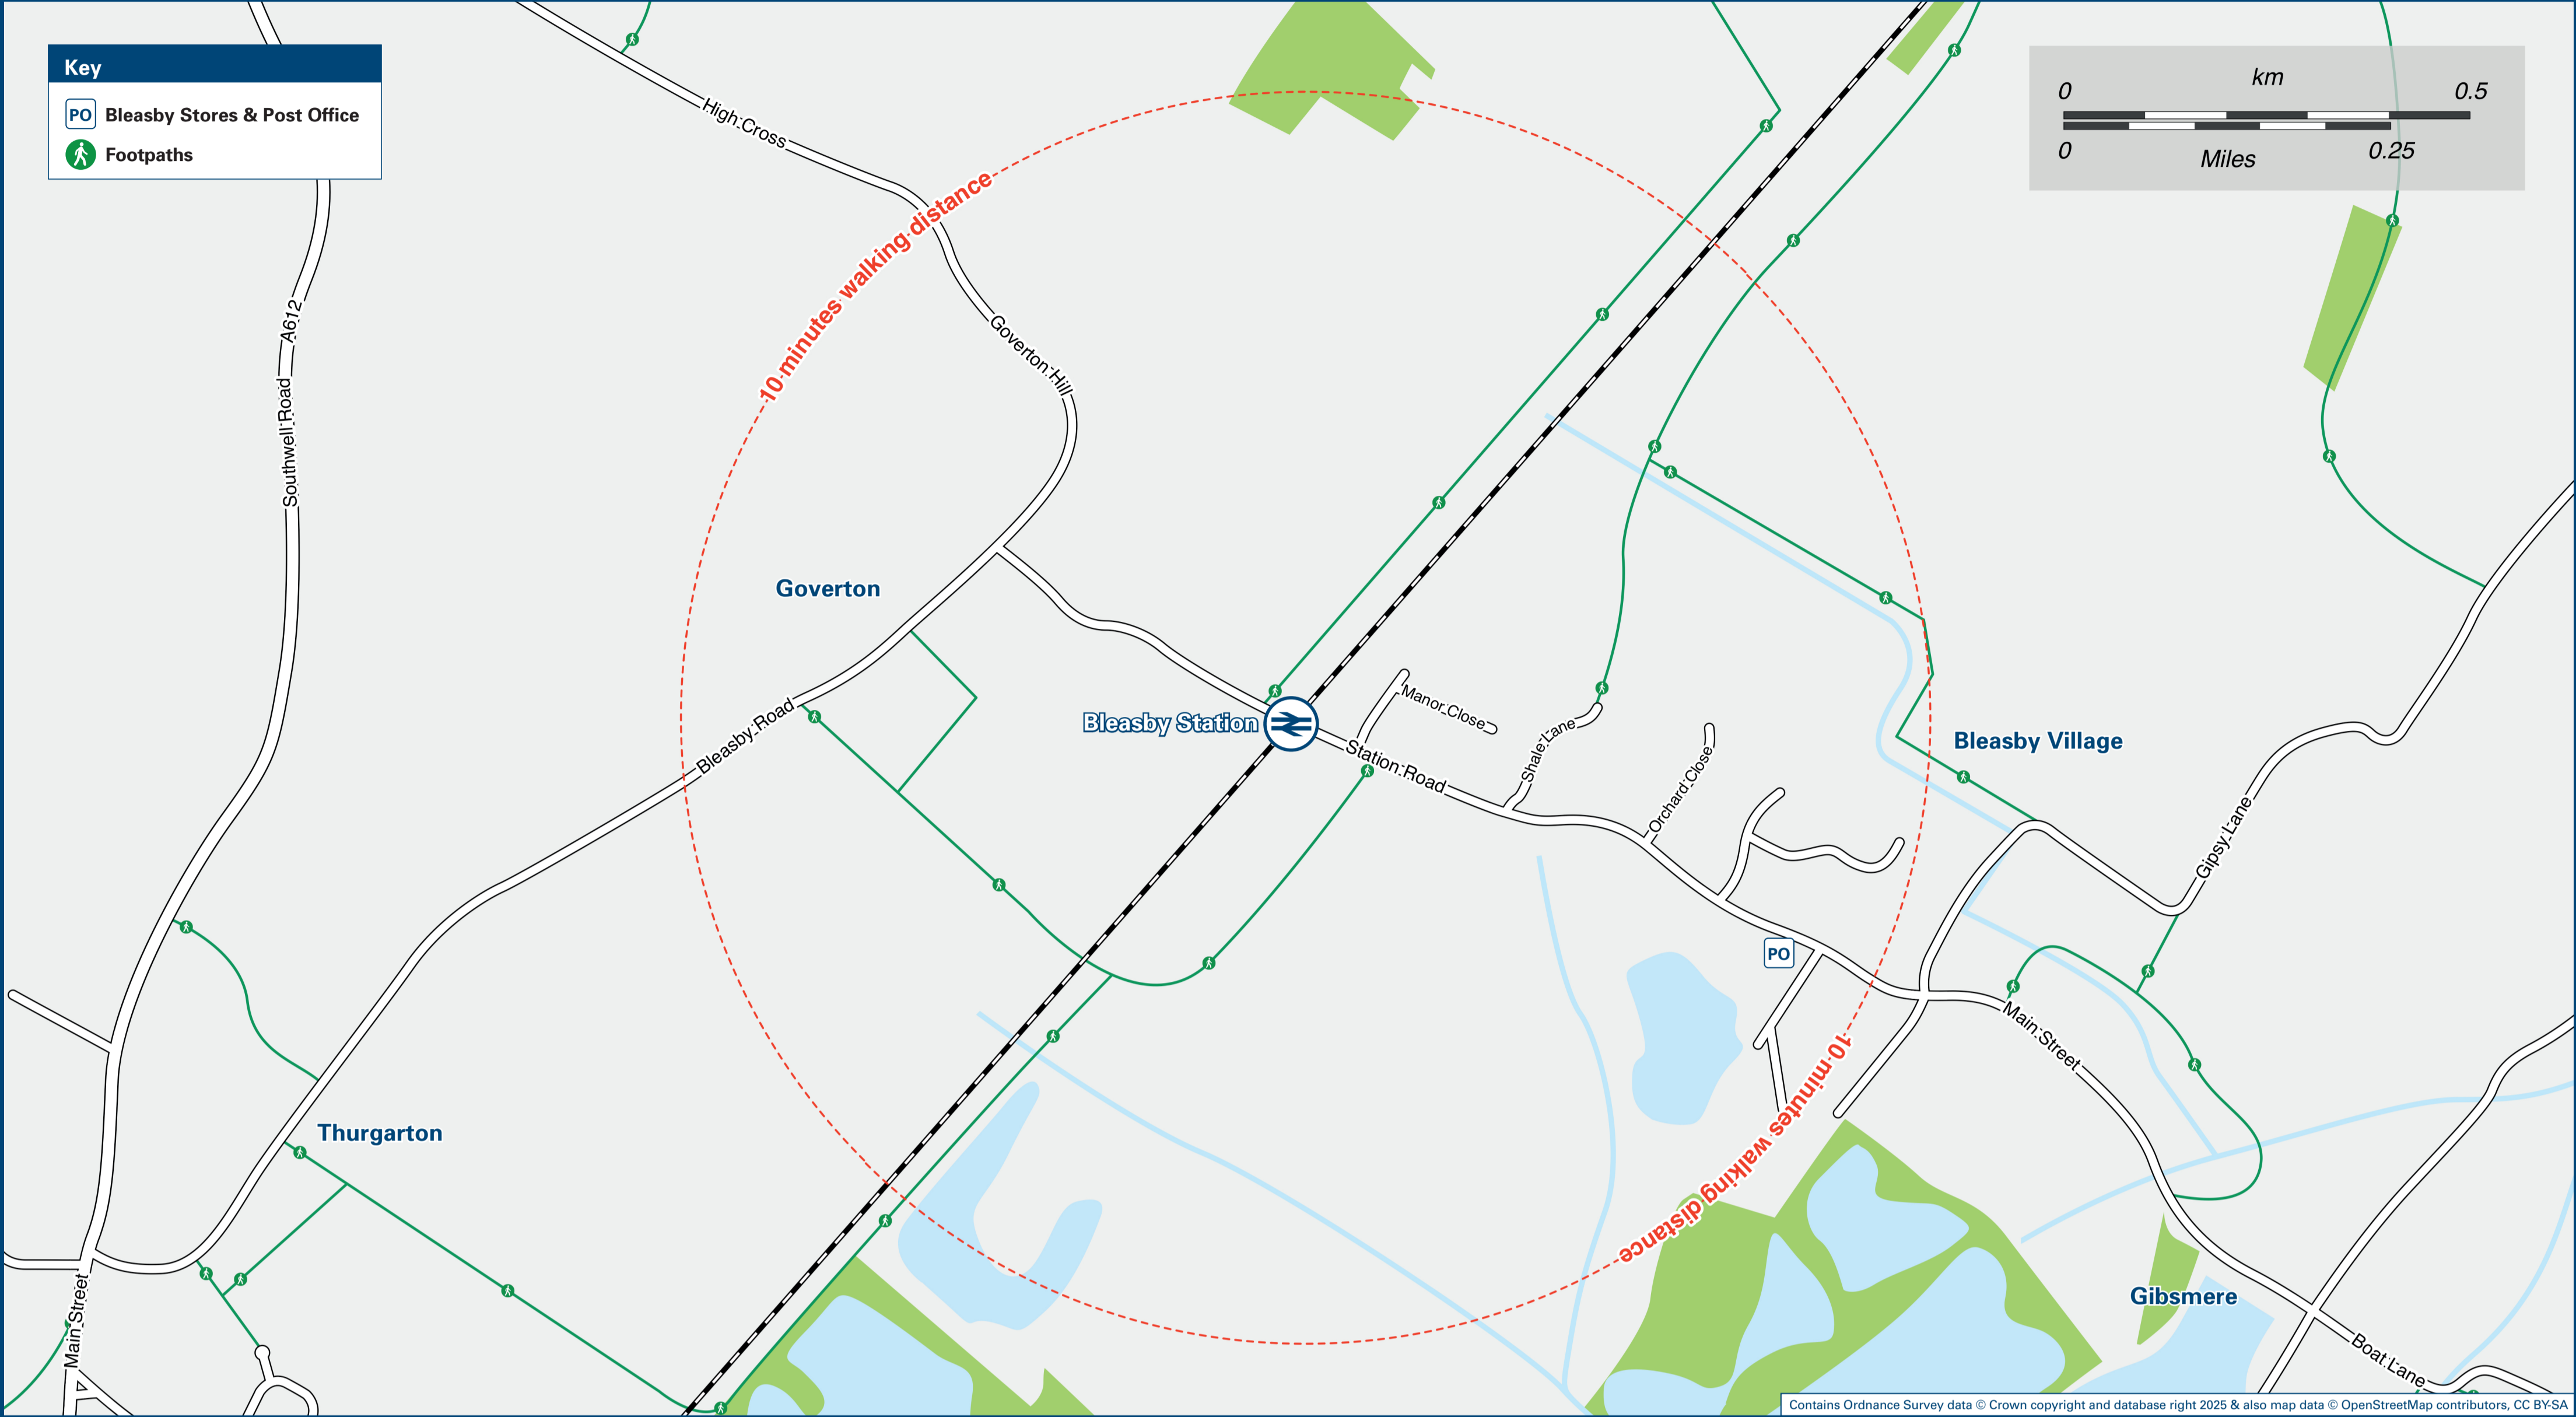 Key
PO Bleasby Stores & Post Office
Footpaths
km
0 0.5
0 Miles 0.25
High Cross
10 minutes walking distance
A612
Southwell Road
Goverton Hill
Goverton
Bleasby Road
Bleasby Station
Manor Close
Station Road
Shale Lane
Orchard Close
Bleasby Village
Gipsy Lane
PO
Main Street
10 minutes walking distance
Thurgarton
Main Street
Gibsmere
Boat Lane
Contains Ordnance Survey data © Crown copyright and database right 2025 & also map data © OpenStreetMap contributors, CC BY-SA